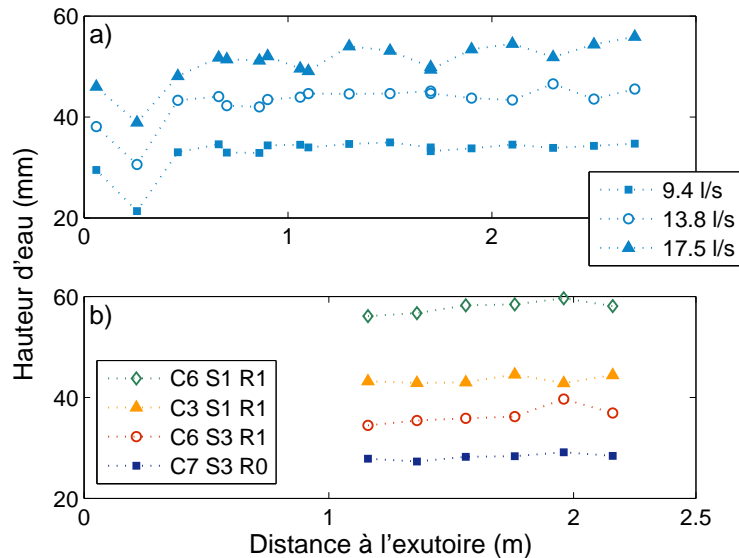 60
a)
40
20
0
1
2
9.4 l/s
13.8 l/s
17.5 l/s
Hauteur d'eau (mm)
60
b)
40
20
C6 S1 R1
C3 S1 R1
C6 S3 R1
C7 S3 R0
0
1
2
2.5
Distance à l'exutoire (m)